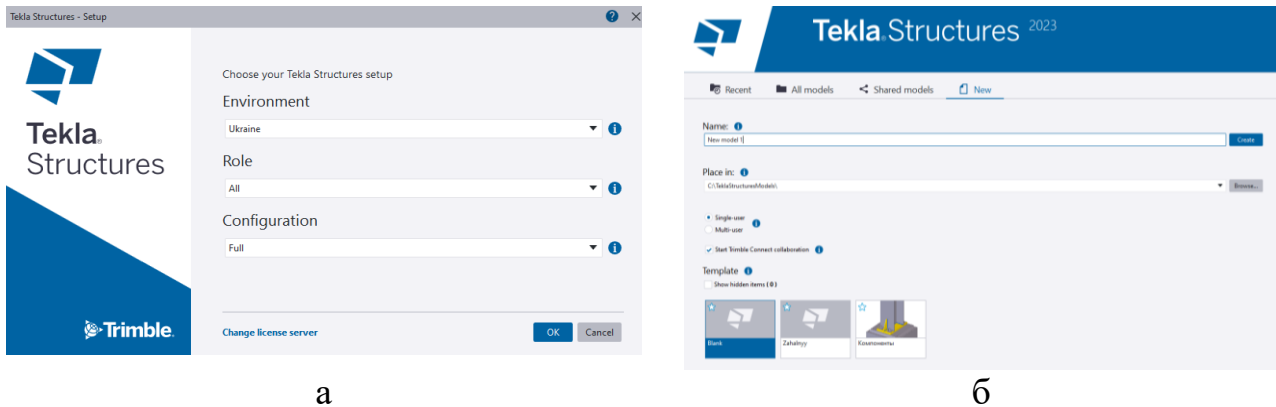 Tekla Structures - Setup
Tekla®
Structures
Trimble.
Choose your Tekla Structures setup
Environment
Ukraine
Role
All
Configuration
Full
Change license server
OK
Cancel
а
Tekla®Structures 2023
Recent
All models
Shared models
New
Name:
New model 1
Create
Place in:
C:\TeklaStructuresModels\
Browse...
Single-user
Multi-user
Start Trimble Connect collaboration
Template
Show hidden items ( 0 )
Blank
Zahalnyy
Компоненты
б